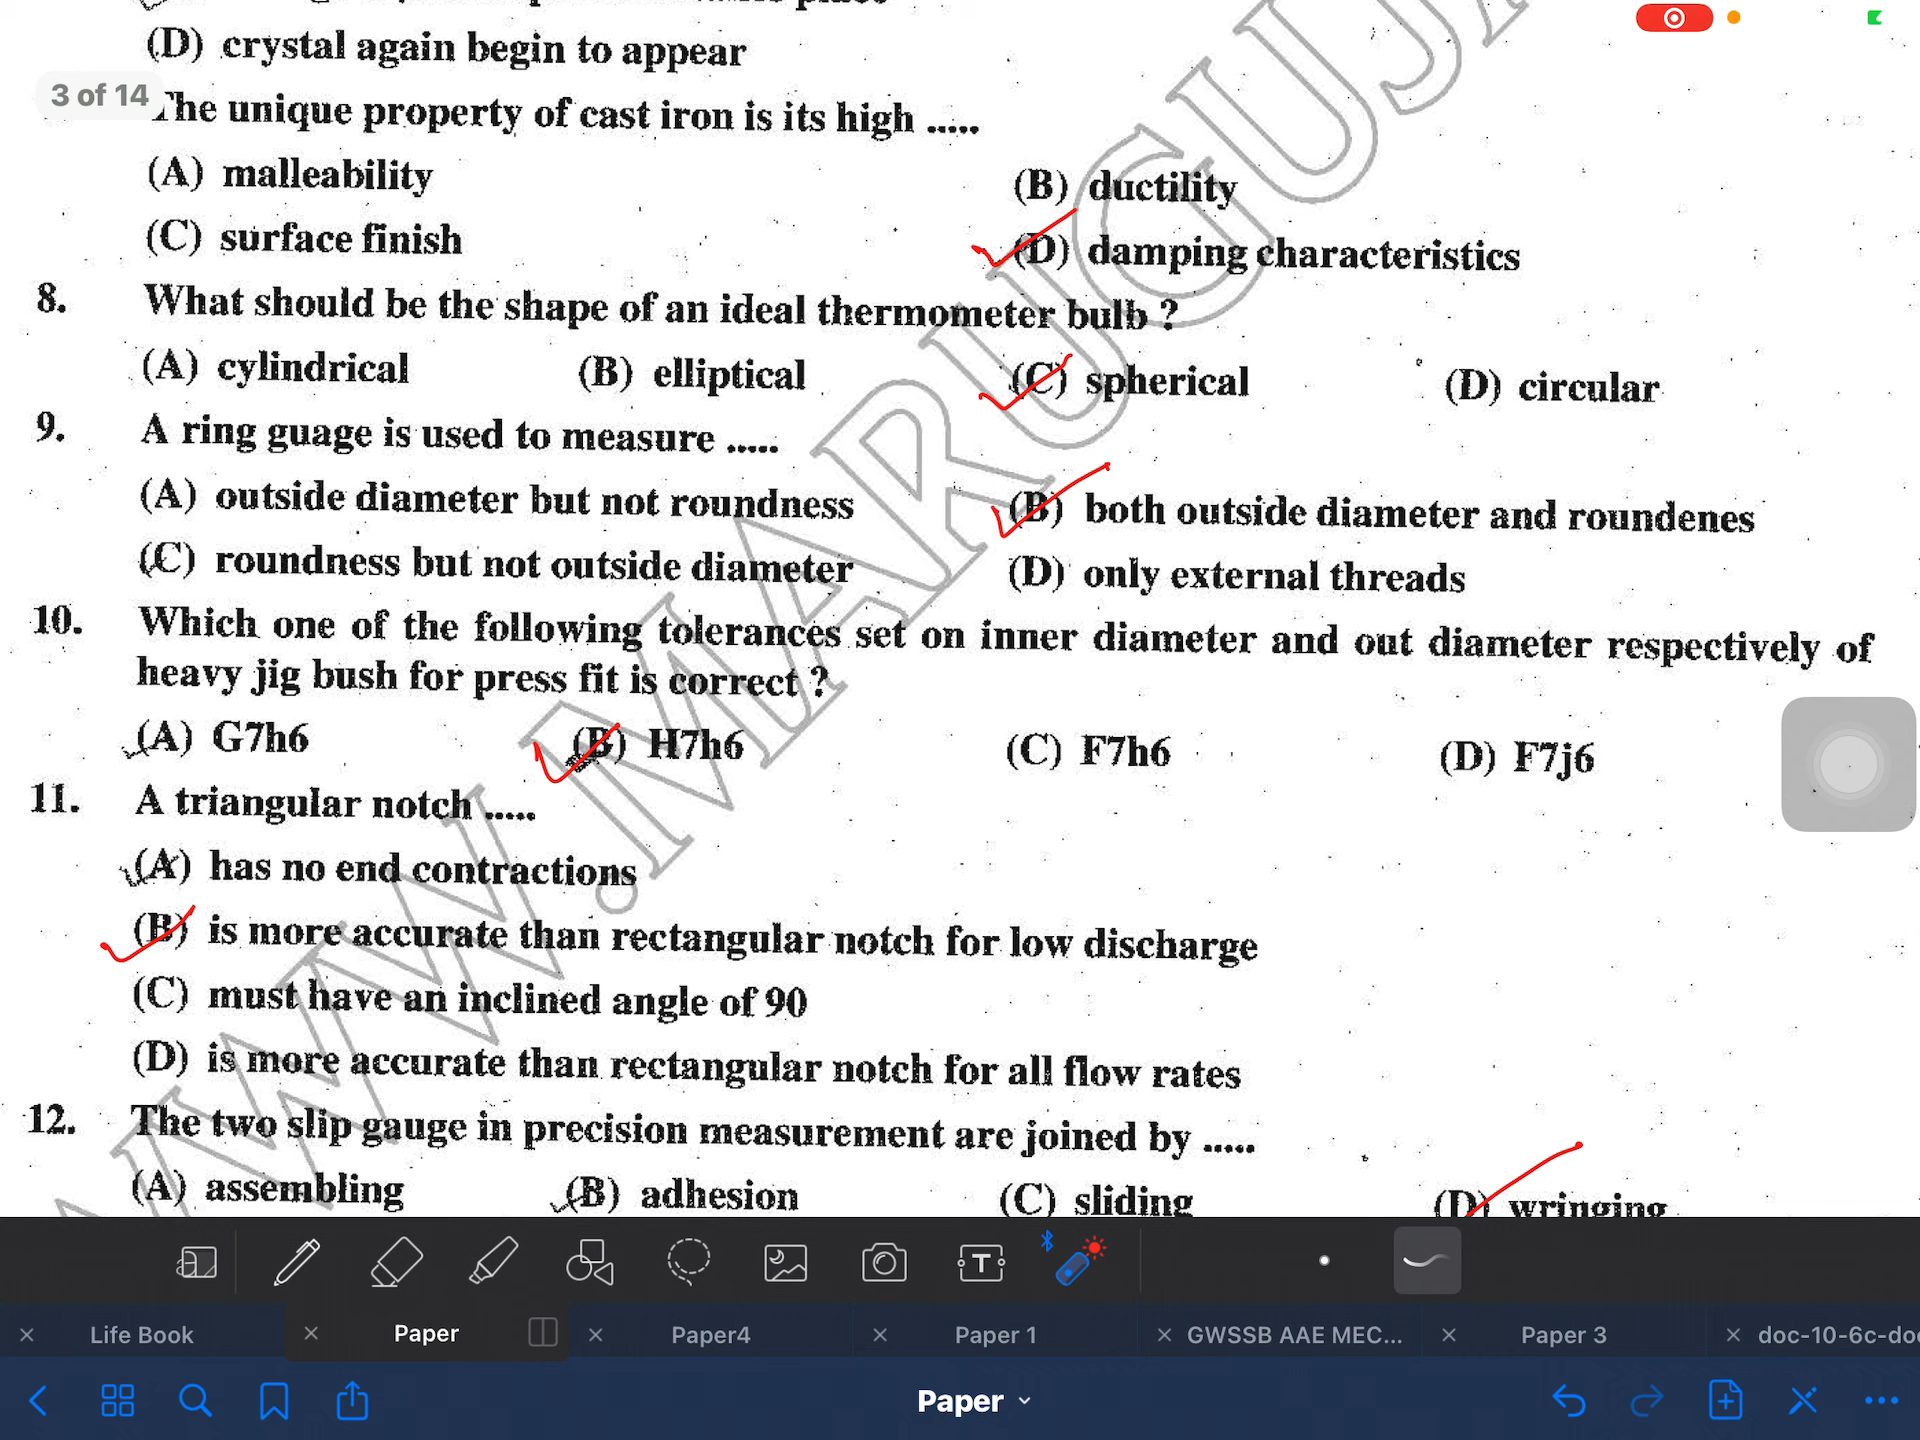 (D) crystal again begin to appear
3 of 14
The unique property of cast iron is its high .....
(A) malleability (B) ductility
(C) surface finish (D) damping characteristics
8. What should be the shape of an ideal thermometer bulb ?
(A) cylindrical (B) elliptical (C) spherical (D) circular
9. A ring guage is used to measure .....
(A) outside diameter but not roundness (B) both outside diameter and roundenes
(C) roundness but not outside diameter (D) only external threads
10. Which one of the following tolerances set on inner diameter and out diameter respectively of
heavy jig bush for press fit is correct ?
(A) G7h6 (B) H7h6 (C) F7h6 (D) F7j6
11. A triangular notch .....
(A) has no end contractions
(B) is more accurate than rectangular notch for low discharge
(C) must have an inclined angle of 90
(D) is more accurate than rectangular notch for all flow rates
12. The two slip gauge in precision measurement are joined by .....
(A) assembling (B) adhesion (C) sliding (D) wringing
WWW.MARUGUJ
Life Book Paper Paper4 Paper 1 GWSSB AAE MEC... Paper 3 doc-10-6c-do
Paper